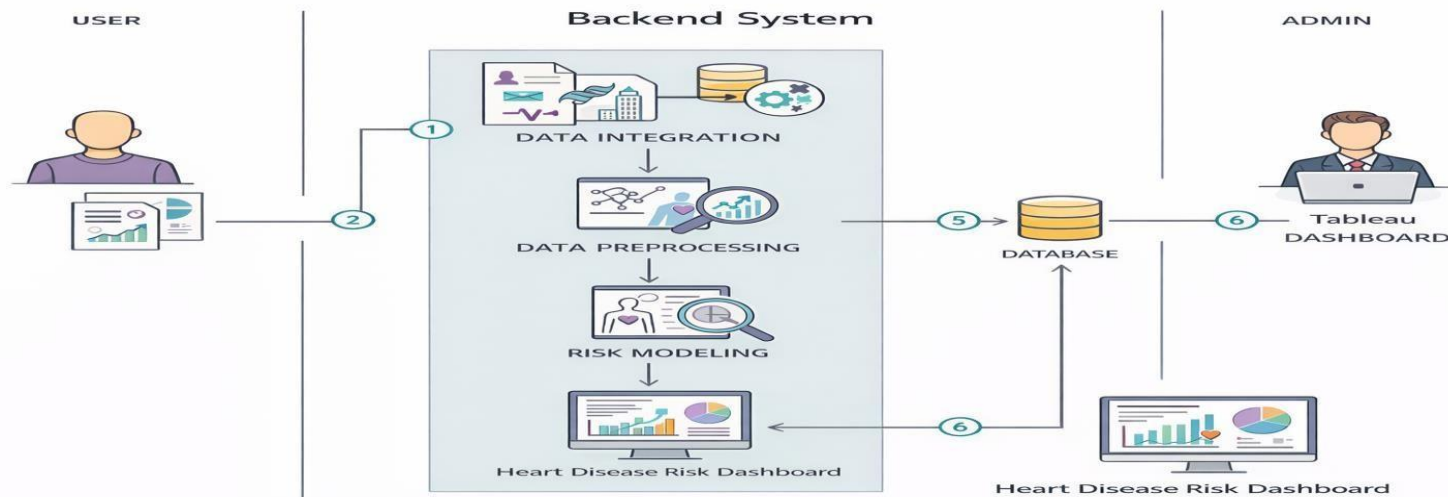 USER
Backend System
ADMIN
1
DATA INTEGRATION
2
5
6
Tableau
DASHBOARD
DATA PREPROCESSING
DATABASE
RISK MODELING
6
Heart Disease Risk Dashboard
Heart Disease Risk Dashboard